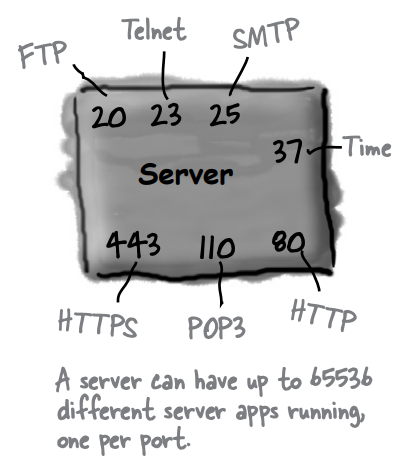 FTP
Telnet
SMTP
20 23 25
37
Time
Server
443 110 80
HTTPS
POP3
HTTP
A server can have up to 65536
different server apps running,
one per port.